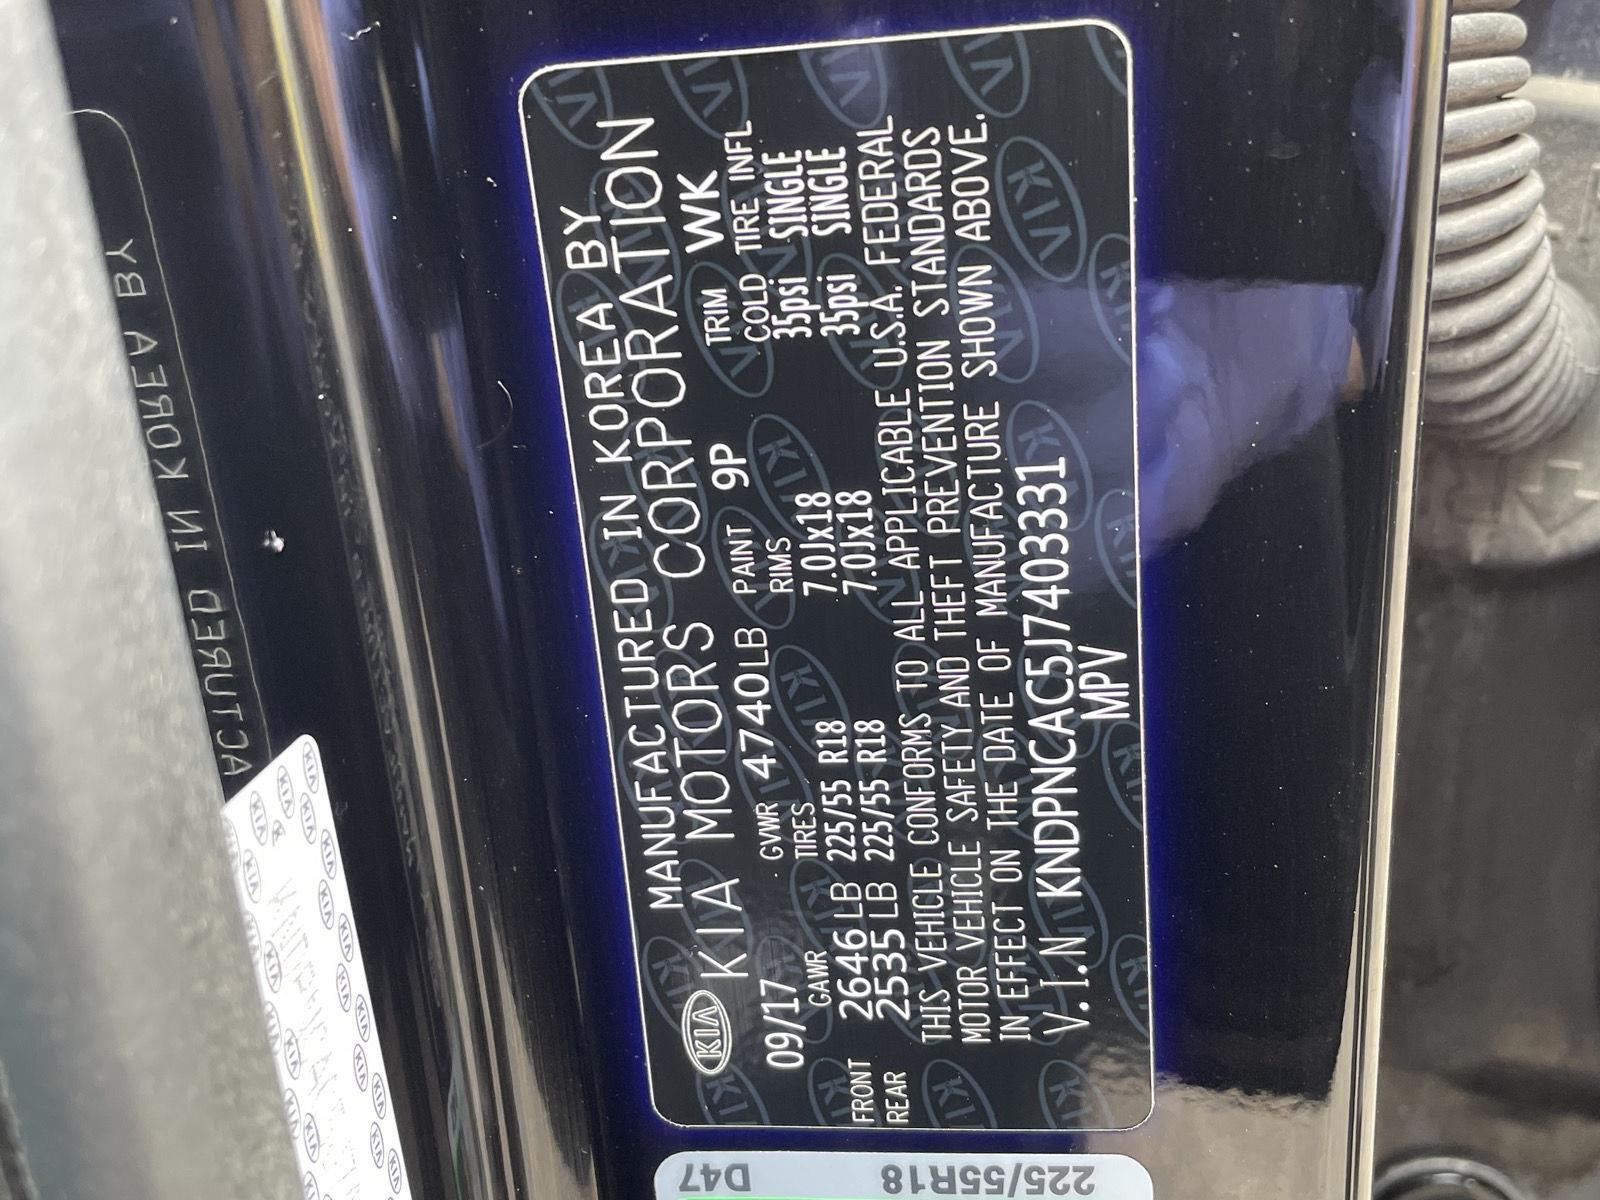 MANUFACTURED IN KOREA BY
KIA KIA MOTORS CORPORATION
09/17 GVWR 4740LB PAINT 9P TRIM WK
GAWR TIRES RIMS COLD TIRE INFL
FRONT 2646LB 225/55 R18 7.0Jx18 35psi SINGLE
REAR 2535LB 225/55 R18 7.0Jx18 35psi SINGLE
THIS VEHICLE CONFORMS TO ALL APPLICABLE U.S.A. FEDERAL
MOTOR VEHICLE SAFETY AND THEFT PREVENTION STANDARDS
IN EFFECT ON THE DATE OF MANUFACTURE SHOWN ABOVE.
V.I.N KNDPNCAC5J7403331
MPV
225/55R18
D47
ACTURED IN KOREA BY